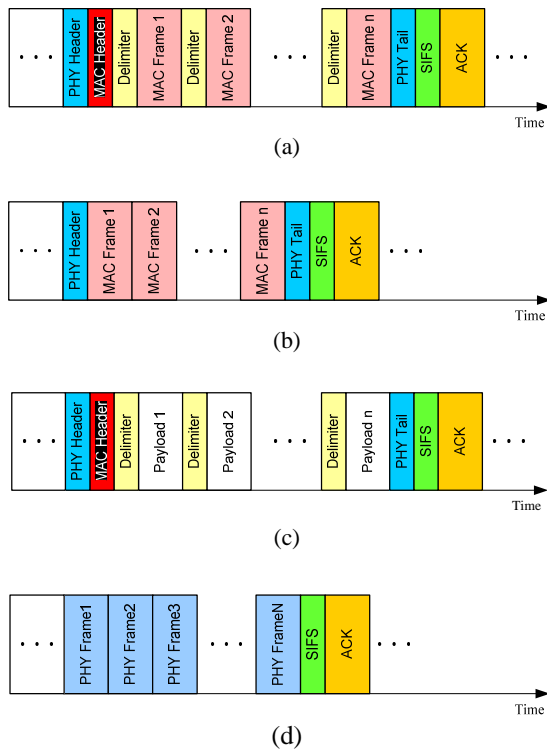 . . . PHY Header MAC Header Delimiter MAC Frame 1 Delimiter MAC Frame 2 . . . Delimiter MAC Frame n PHY Tail SIFS ACK . . .
Time
(a)
. . . PHY Header MAC Frame 1 MAC Frame 2 . . . MAC Frame n PHY Tail SIFS ACK . . .
Time
(b)
. . . PHY Header MAC Header Delimiter Payload 1 Delimiter Payload 2 . . . Delimiter Payload n PHY Tail SIFS ACK . . .
Time
(c)
. . . PHY Frame1 PHY Frame2 PHY Frame3 . . . PHY FrameN SIFS ACK . . .
Time
(d)